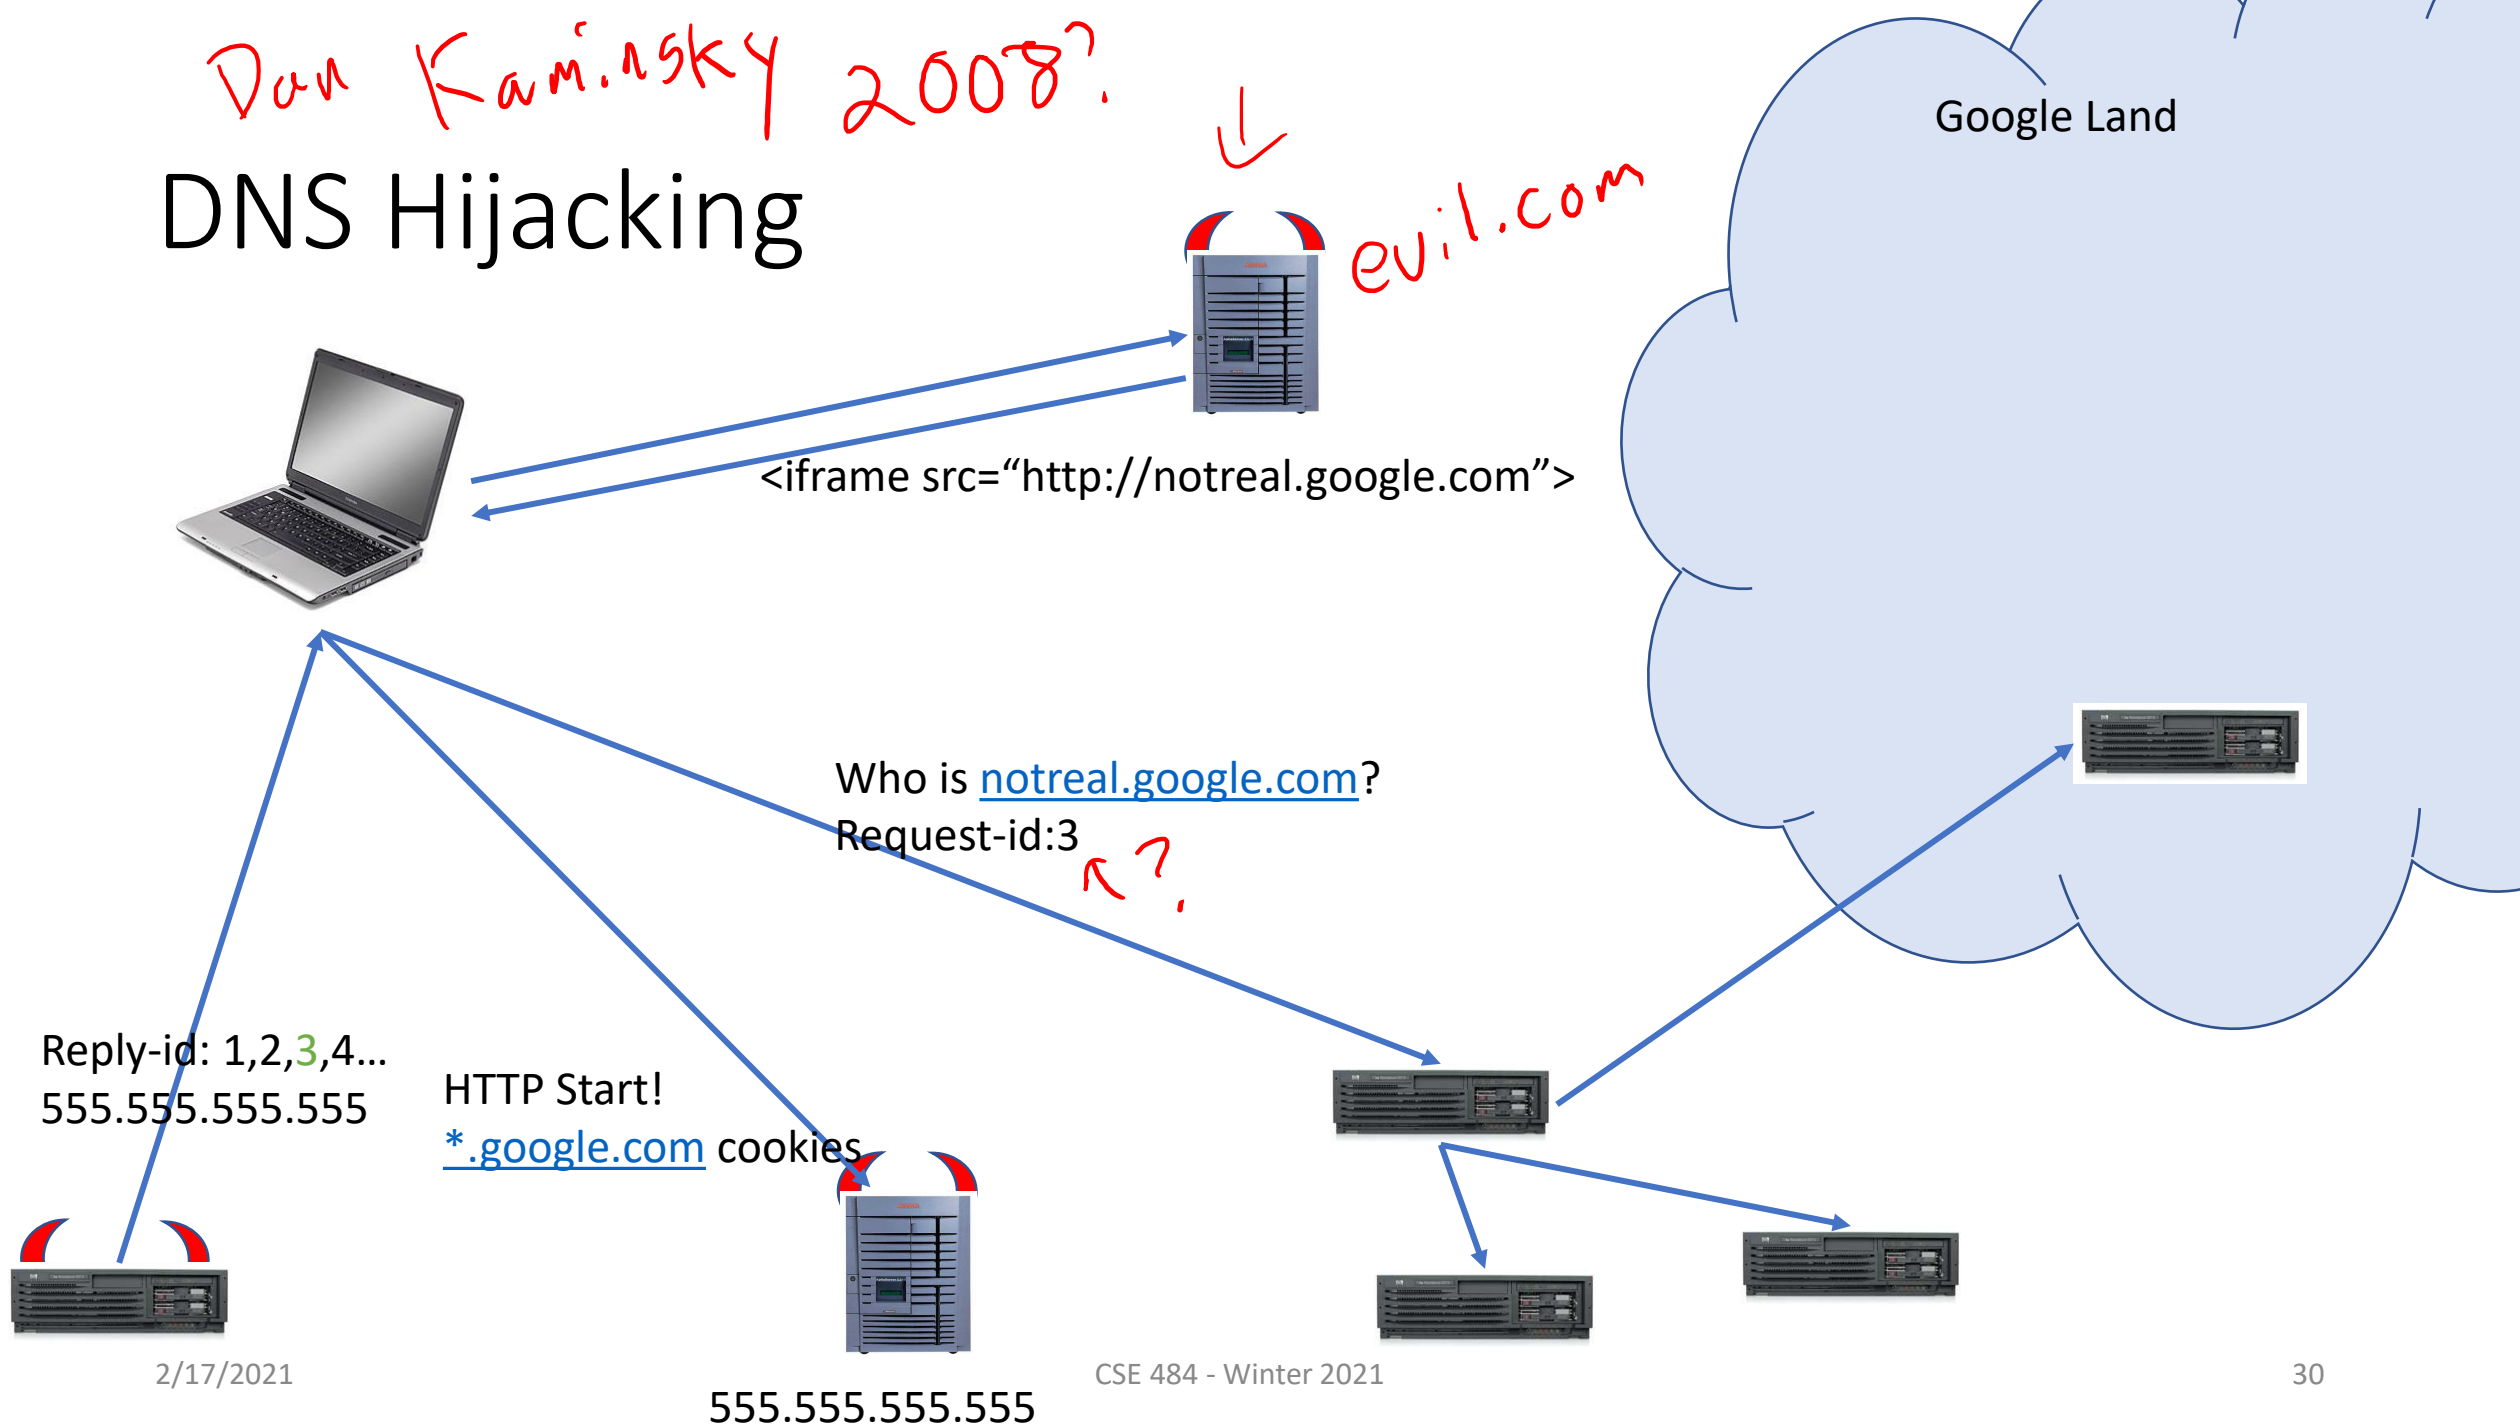 Dan Kaminsky 2008?
Google Land
DNS Hijacking
evil.com
<iframe src=“http://notreal.google.com”>
Who is notreal.google.com?
Request-id:3
?
Reply-id: 1,2,3,4…
555.555.555.555
HTTP Start!
*.google.com cookies
2/17/2021
CSE 484 - Winter 2021
30
555.555.555.555